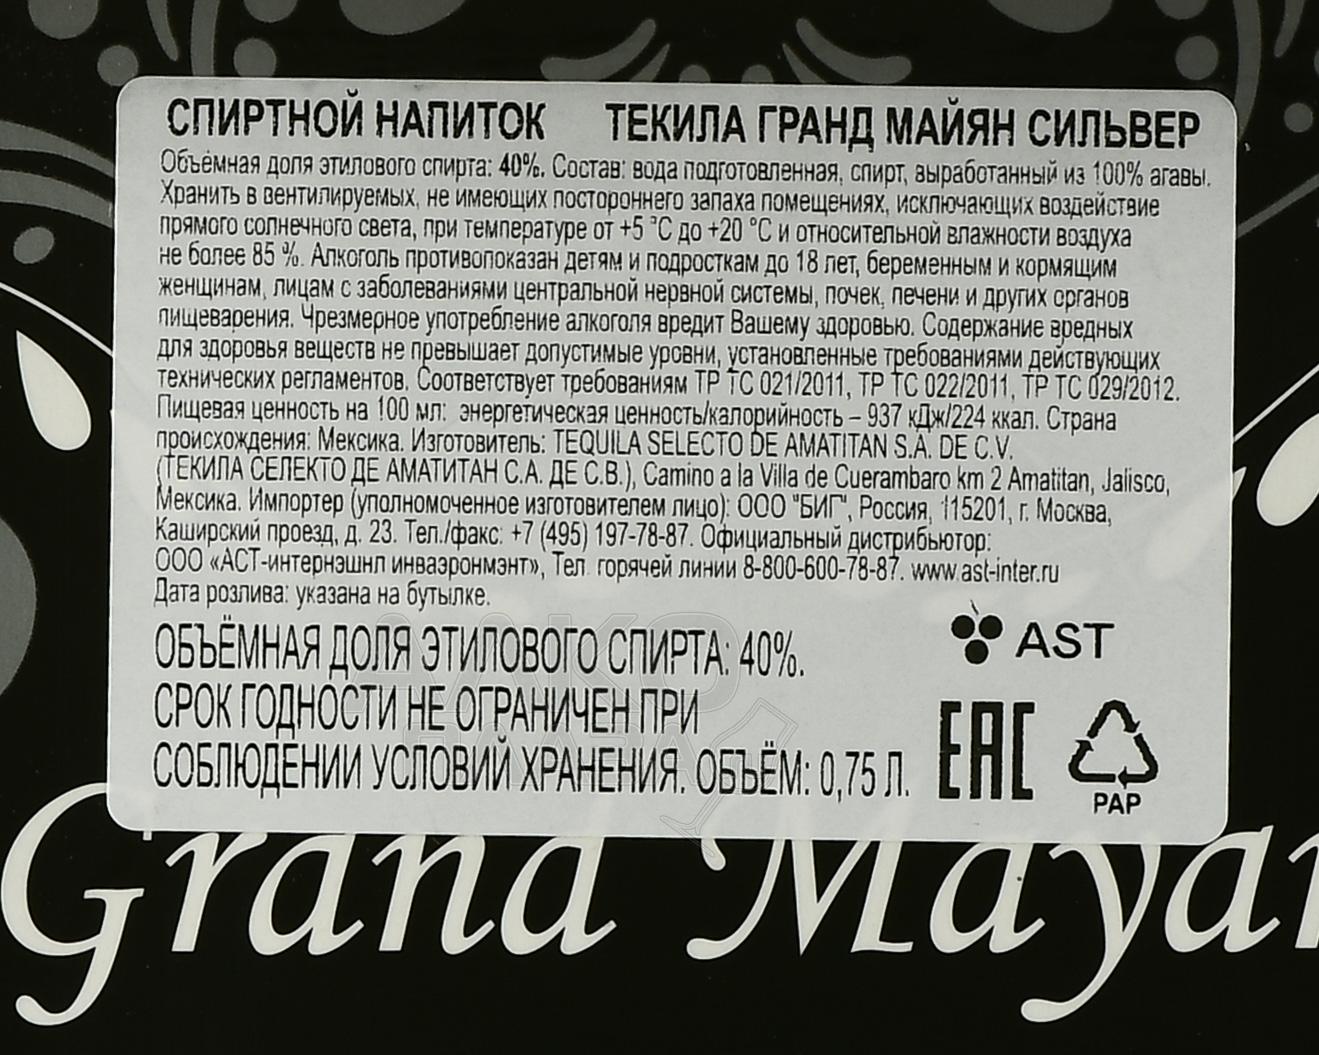 СПИРТНОЙ НАПИТОК ТЕКИЛА ГРАНД МАЙЯН СИЛЬВЕР
Объёмная доля этилового спирта: 40%. Состав: вода подготовленная, спирт, выработанный из 100% агавы.
Хранить в вентилируемых, не имеющих постороннего запаха помещениях, исключающих воздействие
прямого солнечного света, при температуре от +5 °С до +20 °С и относительной влажности воздуха
не более 85 %. Алкоголь противопоказан детям и подросткам до 18 лет, беременным и кормящим
женщинам, лицам с заболеваниями центральной нервной системы, почек, печени и других органов
пищеварения. Чрезмерное употребление алкоголя вредит Вашему здоровью. Содержание вредных
для здоровья веществ не превышает допустимые уровни, установленные требованиями действующих
технических регламентов. Соответствует требованиям ТР ТС 021/2011, ТР ТС 022/2011, ТР ТС 029/2012.
Пищевая ценность на 100 мл: энергетическая ценность/калорийность – 937 кДж/224 ккал. Страна
происхождения: Мексика. Изготовитель: TEQUILA SELECTO DE AMATITAN S.A. DE C.V.
(ТЕКИЛА СЕЛЕКТО ДЕ АМАТИТАН С.А. ДЕ С.В.), Camino a la Villa de Cuerambaro km 2 Amatitan, Jalisco,
Мексика. Импортер (уполномоченное изготовителем лицо): ООО "БИГ", Россия, 115201, г. Москва,
Каширский проезд, д. 23. Тел./факс: +7 (495) 197-78-87. Официальный дистрибьютор:
ООО «АСТ-интернэшнл инваэронмэнт», Тел. горячей линии 8-800-600-78-87. www.ast-inter.ru
Дата розлива: указана на бутылке.
ОБЪЁМНАЯ ДОЛЯ ЭТИЛОВОГО СПИРТА: 40%.
СРОК ГОДНОСТИ НЕ ОГРАНИЧЕН ПРИ
СОБЛЮДЕНИИ УСЛОВИЙ ХРАНЕНИЯ. ОБЪЁМ: 0,75 Л.
AST
EAC
PAP
Grand Mayan